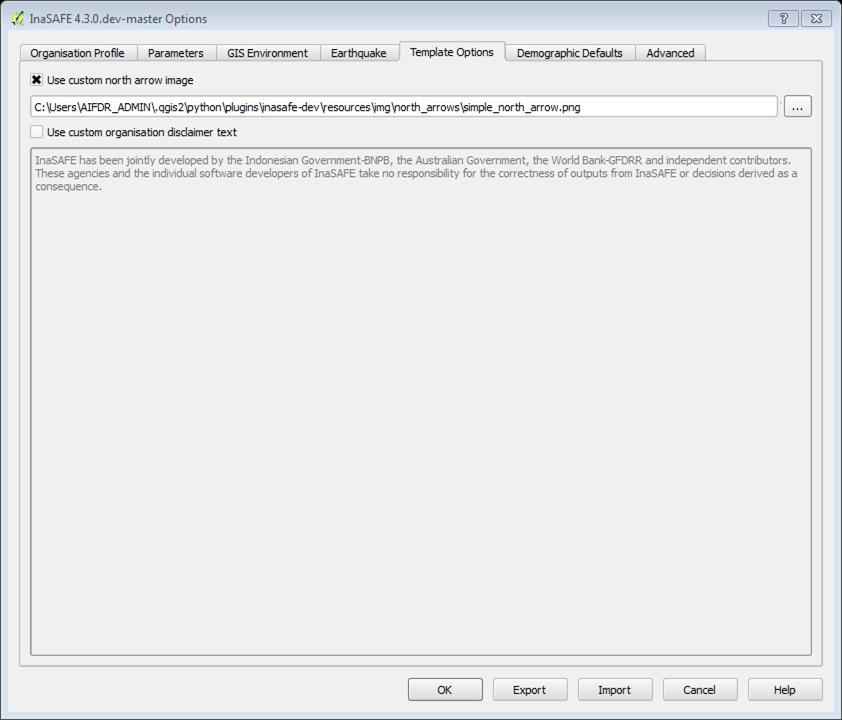 InaSAFE 4.3.0.dev-master Options
?
Organisation Profile
Parameters
GIS Environment
Earthquake
Template Options
Demographic Defaults
Advanced
Use custom north arrow image
C:\Users\AIFDR_ADMIN\.qgis2\python\plugins\inasafe-dev\resources\img\north_arrows\simple_north_arrow.png
...
Use custom organisation disclaimer text
InaSAFE has been jointly developed by the Indonesian Government-BNPB, the Australian Government, the World Bank-GFDRR and independent contributors.
These agencies and the individual software developers of InaSAFE take no responsibility for the correctness of outputs from InaSAFE or decisions derived as a
consequence.
OK
Export
Import
Cancel
Help